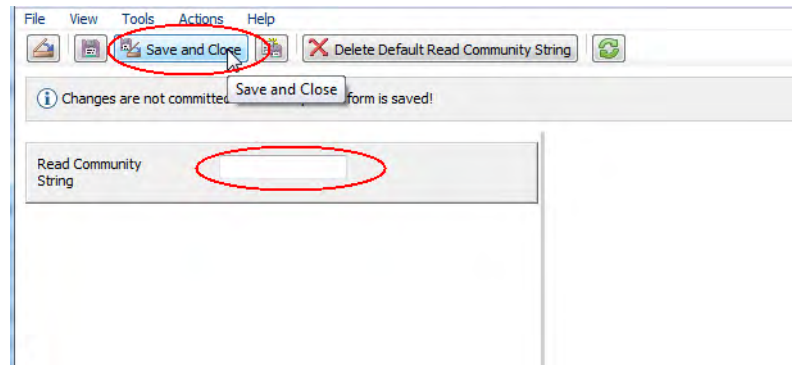 File View Tools Actions Help
Save and Close Delete Default Read Community String
Save and Close
Changes are not committed form is saved!
Read Community
String